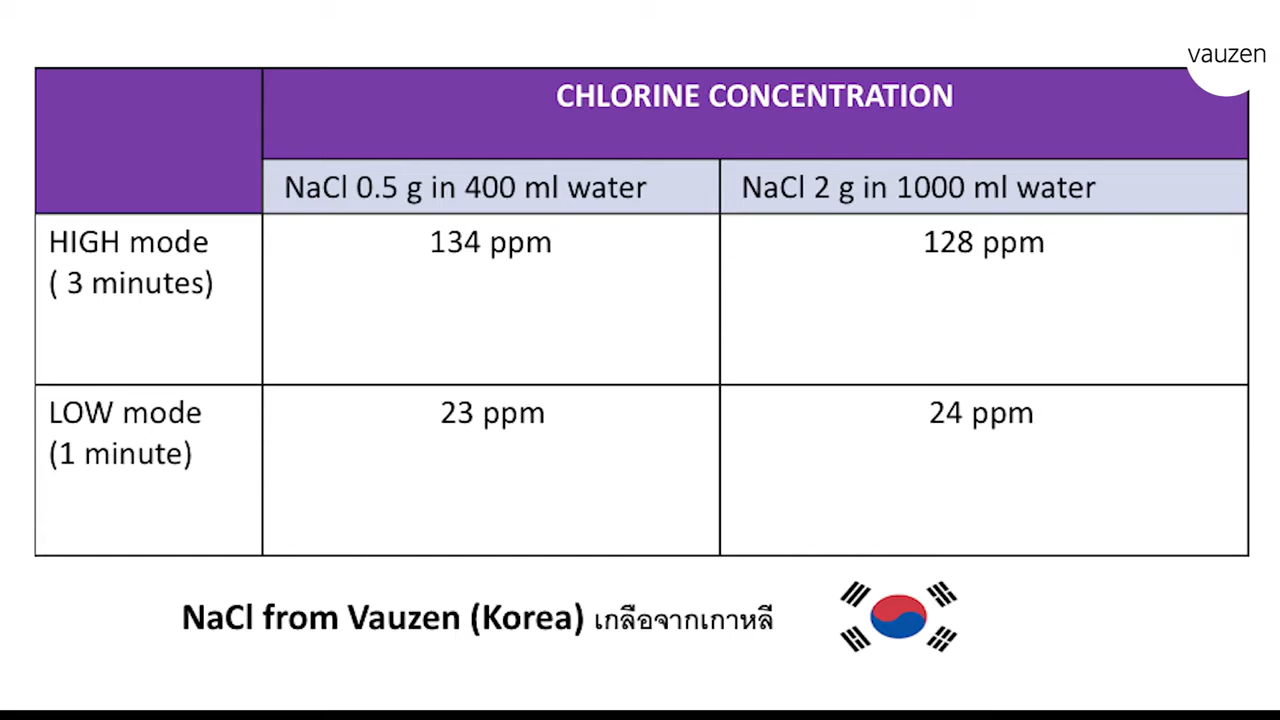 vauzen
CHLORINE CONCENTRATION
NaCl 0.5 g in 400 ml water
NaCl 2 g in 1000 ml water
HIGH mode
( 3 minutes)
134 ppm
128 ppm
LOW mode
(1 minute)
23 ppm
24 ppm
NaCl from Vauzen (Korea) เกลือจากเกาหลี